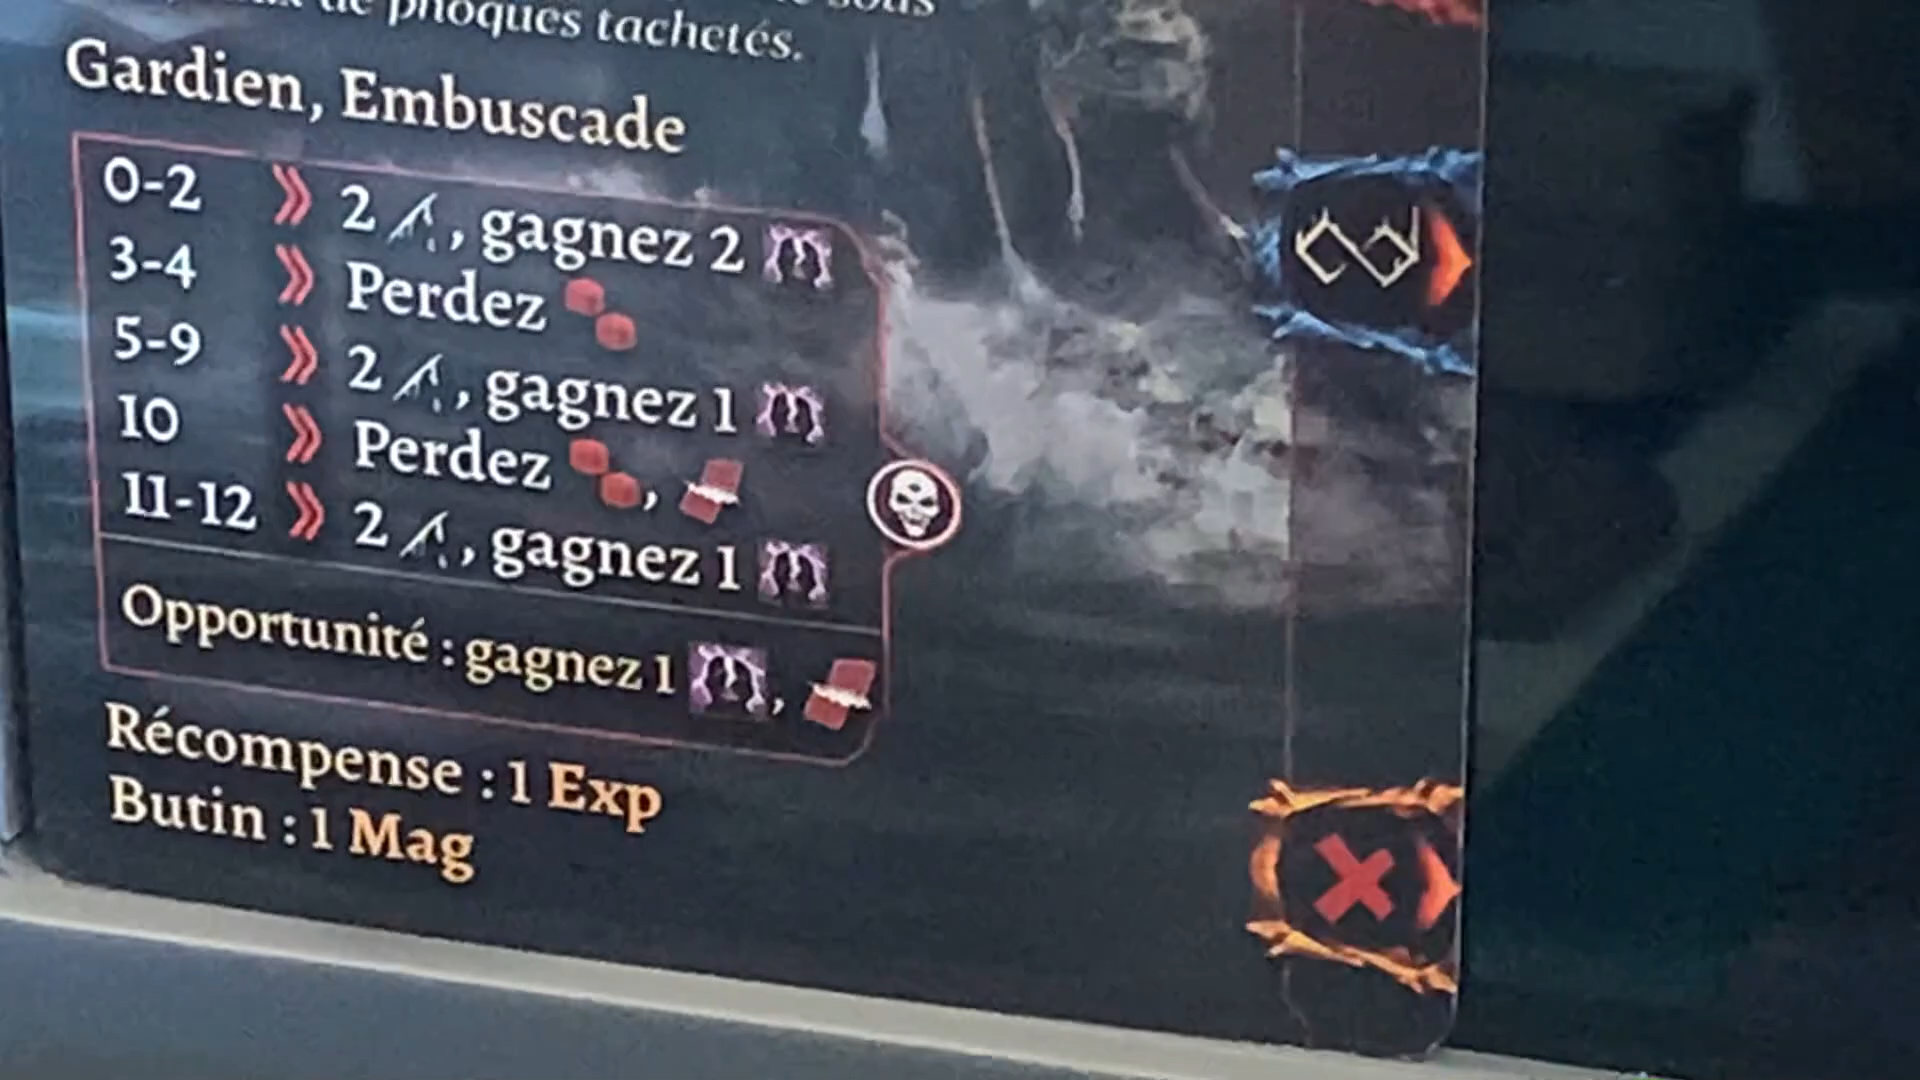 de phoques tachetés.
Gardien, Embuscade
0-2 2 , gagnez 2
3-4 Perdez
5-9 2 , gagnez 1
10 Perdez ,
11-12 2 , gagnez 1
Opportunité : gagnez 1 ,
Récompense : 1 Exp
Butin : 1 Mag